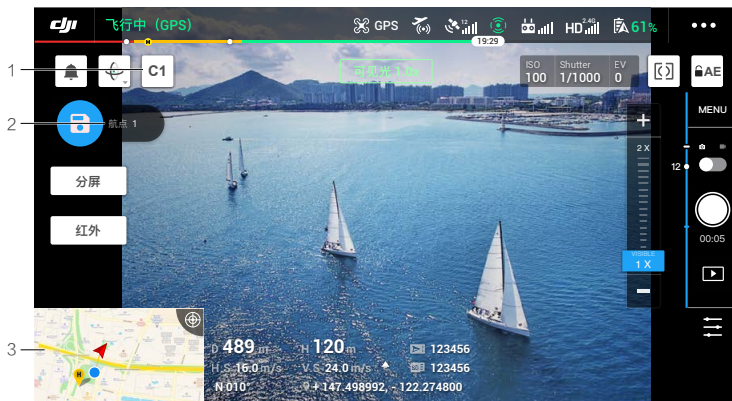 dji 飞行中（GPS） GPS 12 HD 2.4G 61%
19:29
1 C1 可见光 1 ISO 100 Shutter 1/1000 EV 0 AE
2 航点 1 MENU
2 X
12
分屏
00:05
红外
VISIBLE
1 X
3 H
D 489 m H 120 m 123456
H.S 16.0 m/s V.S 24.0 m/s 123456
N 010° + 147.498992, - 122.274800